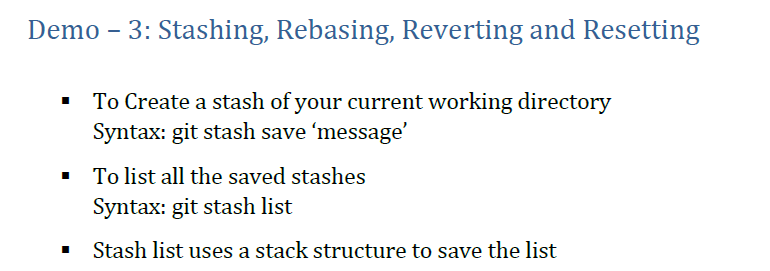 Demo – 3: Stashing, Rebasing, Reverting and Resetting
▪ To Create a stash of your current working directory
Syntax: git stash save ‘message’
▪ To list all the saved stashes
Syntax: git stash list
▪ Stash list uses a stack structure to save the list